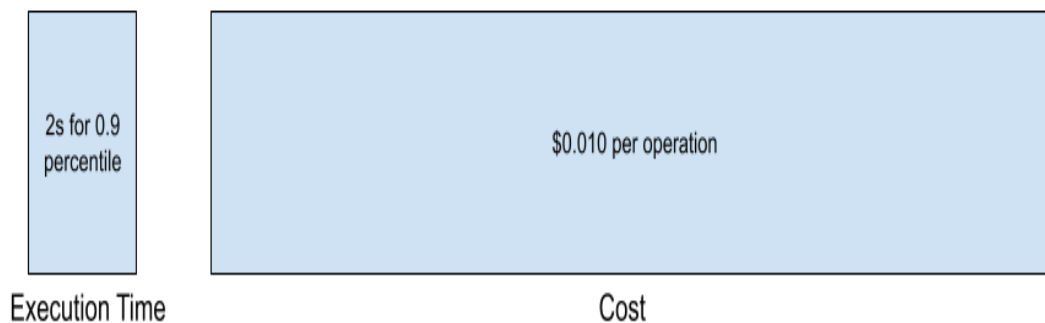 2s for 0.9
percentile
$0.010 per operation
Execution Time
Cost